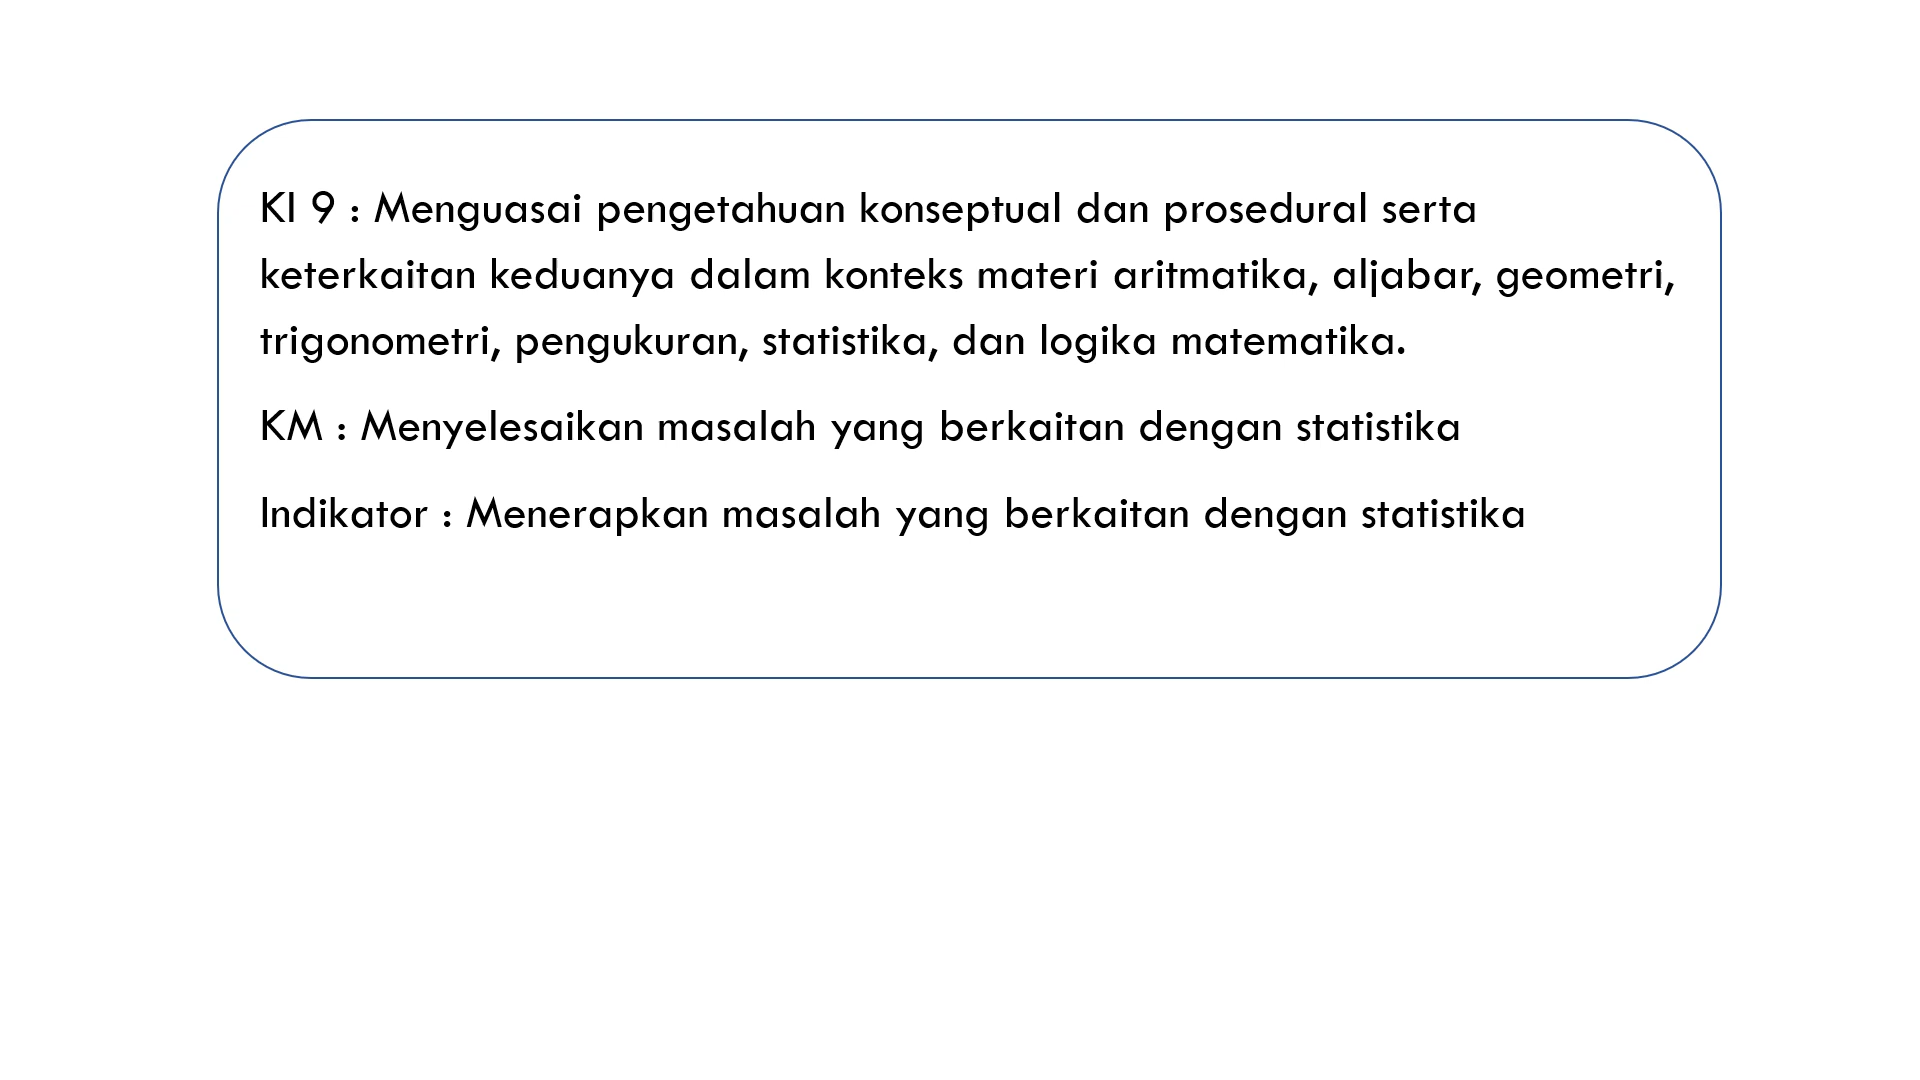 KI 9 : Menguasai pengetahuan konseptual dan prosedural serta
keterkaitan keduanya dalam konteks materi aritmatika, aljabar, geometri,
trigonometri, pengukuran, statistika, dan logika matematika.
KM : Menyelesaikan masalah yang berkaitan dengan statistika
Indikator : Menerapkan masalah yang berkaitan dengan statistika